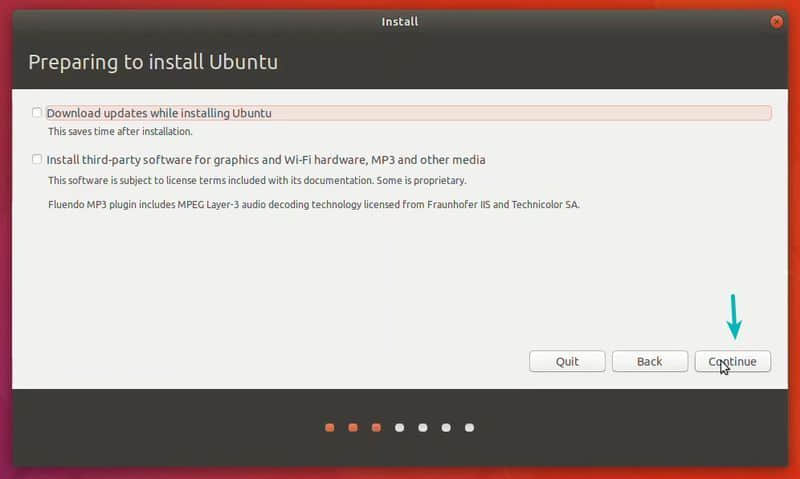 Install
Preparing to install Ubuntu
Download updates while installing Ubuntu
This saves time after installation.
Install third-party software for graphics and Wi-Fi hardware, MP3 and other media
This software is subject to license terms included with its documentation. Some is proprietary.
Fluendo MP3 plugin includes MPEG Layer-3 audio decoding technology licensed from Fraunhofer IIS and Technicolor SA.
Quit Back Continue